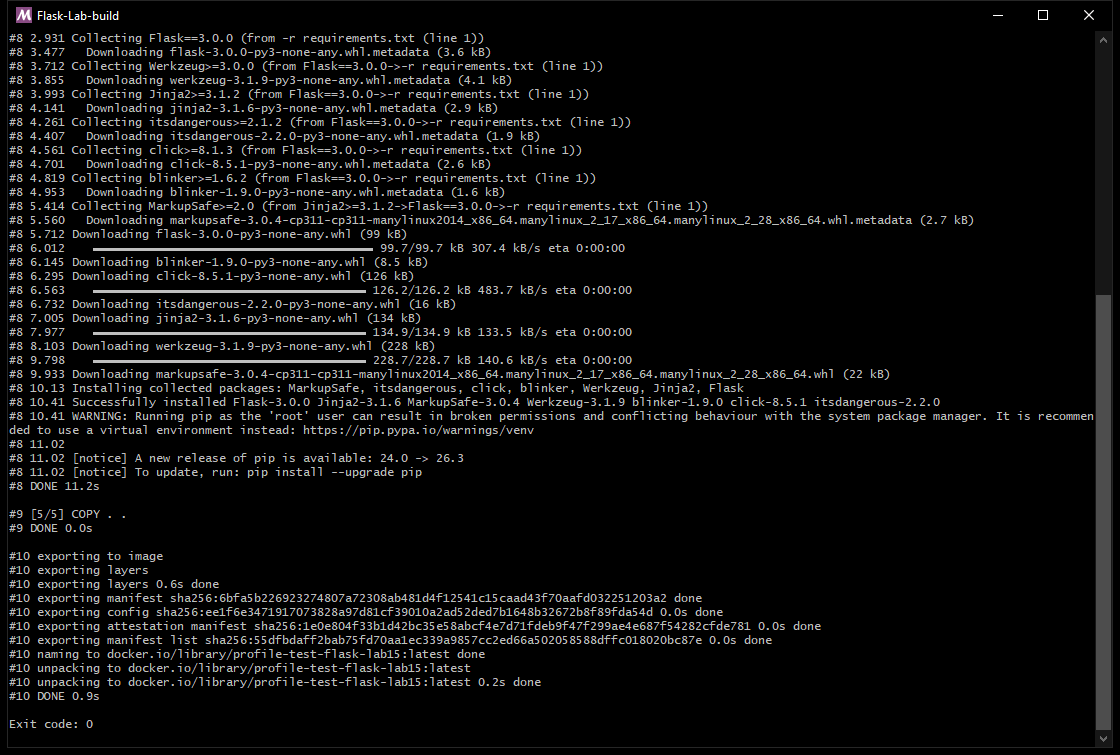 Flask-Lab-build
#8 2.931 Collecting Flask==3.0.0 (from -r requirements.txt (line 1))
#8 3.477   Downloading flask-3.0.0-py3-none-any.whl.metadata (3.6 kB)
#8 3.712 Collecting Werkzeug>=3.0.0 (from Flask==3.0.0->-r requirements.txt (line 1))
#8 3.855   Downloading werkzeug-3.1.9-py3-none-any.whl.metadata (4.1 kB)
#8 3.993 Collecting Jinja2>=3.1.2 (from Flask==3.0.0->-r requirements.txt (line 1))
#8 4.141   Downloading jinja2-3.1.6-py3-none-any.whl.metadata (2.9 kB)
#8 4.261 Collecting itsdangerous>=2.1.2 (from Flask==3.0.0->-r requirements.txt (line 1))
#8 4.407   Downloading itsdangerous-2.2.0-py3-none-any.whl.metadata (1.9 kB)
#8 4.561 Collecting click>=8.1.3 (from Flask==3.0.0->-r requirements.txt (line 1))
#8 4.701   Downloading click-8.5.1-py3-none-any.whl.metadata (2.6 kB)
#8 4.819 Collecting blinker>=1.6.2 (from Flask==3.0.0->-r requirements.txt (line 1))
#8 4.953   Downloading blinker-1.9.0-py3-none-any.whl.metadata (1.6 kB)
#8 5.414 Collecting MarkupSafe>=2.0 (from Jinja2>=3.1.2->Flask==3.0.0->-r requirements.txt (line 1))
#8 5.560   Downloading markupsafe-3.0.4-cp311-cp311-manylinux2014_x86_64.manylinux_2_17_x86_64.manylinux_2_28_x86_64.whl.metadata (2.7 kB)
#8 5.712 Downloading flask-3.0.0-py3-none-any.whl (99 kB)
#8 6.012    99.7/99.7 kB 307.4 kB/s eta 0:00:00
#8 6.145 Downloading blinker-1.9.0-py3-none-any.whl (8.5 kB)
#8 6.295 Downloading click-8.5.1-py3-none-any.whl (126 kB)
#8 6.563    126.2/126.2 kB 483.7 kB/s eta 0:00:00
#8 6.732 Downloading itsdangerous-2.2.0-py3-none-any.whl (16 kB)
#8 7.005 Downloading jinja2-3.1.6-py3-none-any.whl (134 kB)
#8 7.977    134.9/134.9 kB 133.5 kB/s eta 0:00:00
#8 8.103 Downloading werkzeug-3.1.9-py3-none-any.whl (228 kB)
#8 9.798    228.7/228.7 kB 140.6 kB/s eta 0:00:00
#8 9.933 Downloading markupsafe-3.0.4-cp311-cp311-manylinux2014_x86_64.manylinux_2_17_x86_64.manylinux_2_28_x86_64.whl (22 kB)
#8 10.13 Installing collected packages: MarkupSafe, itsdangerous, click, blinker, Werkzeug, Jinja2, Flask
#8 10.41 Successfully installed Flask-3.0.0 Jinja2-3.1.6 MarkupSafe-3.0.4 Werkzeug-3.1.9 blinker-1.9.0 click-8.5.1 itsdangerous-2.2.0
#8 10.41 WARNING: Running pip as the 'root' user can result in broken permissions and conflicting behaviour with the system package manager. It is recommen
ded to use a virtual environment instead: https://pip.pypa.io/warnings/venv
#8 11.02
#8 11.02 [notice] A new release of pip is available: 24.0 -> 26.3
#8 11.02 [notice] To update, run: pip install --upgrade pip
#8 DONE 11.2s
#9 [5/5] COPY . .
#9 DONE 0.0s
#10 exporting to image
#10 exporting layers
#10 exporting layers 0.6s done
#10 exporting manifest sha256:6bfa5b226923274807a72308ab481d4f12541c15caad43f70aafd032251203a2 done
#10 exporting config sha256:ee1f6e3471917073828a97d81cf39010a2ad52ded7b1648b32672b8f89fda54d 0.0s done
#10 exporting attestation manifest sha256:1e0e804f33b1d42bc35e58abcf4e7d71fdeb9f47f299ae4e687f54282cfde781 0.0s done
#10 exporting manifest list sha256:55dfbdaff2bab75fd70aa1ec339a9857cc2ed66a502058588dffc018020bc87e 0.0s done
#10 naming to docker.io/library/profile-test-flask-lab15:latest done
#10 unpacking to docker.io/library/profile-test-flask-lab15:latest
#10 unpacking to docker.io/library/profile-test-flask-lab15:latest 0.2s done
#10 DONE 0.9s
Exit code: 0